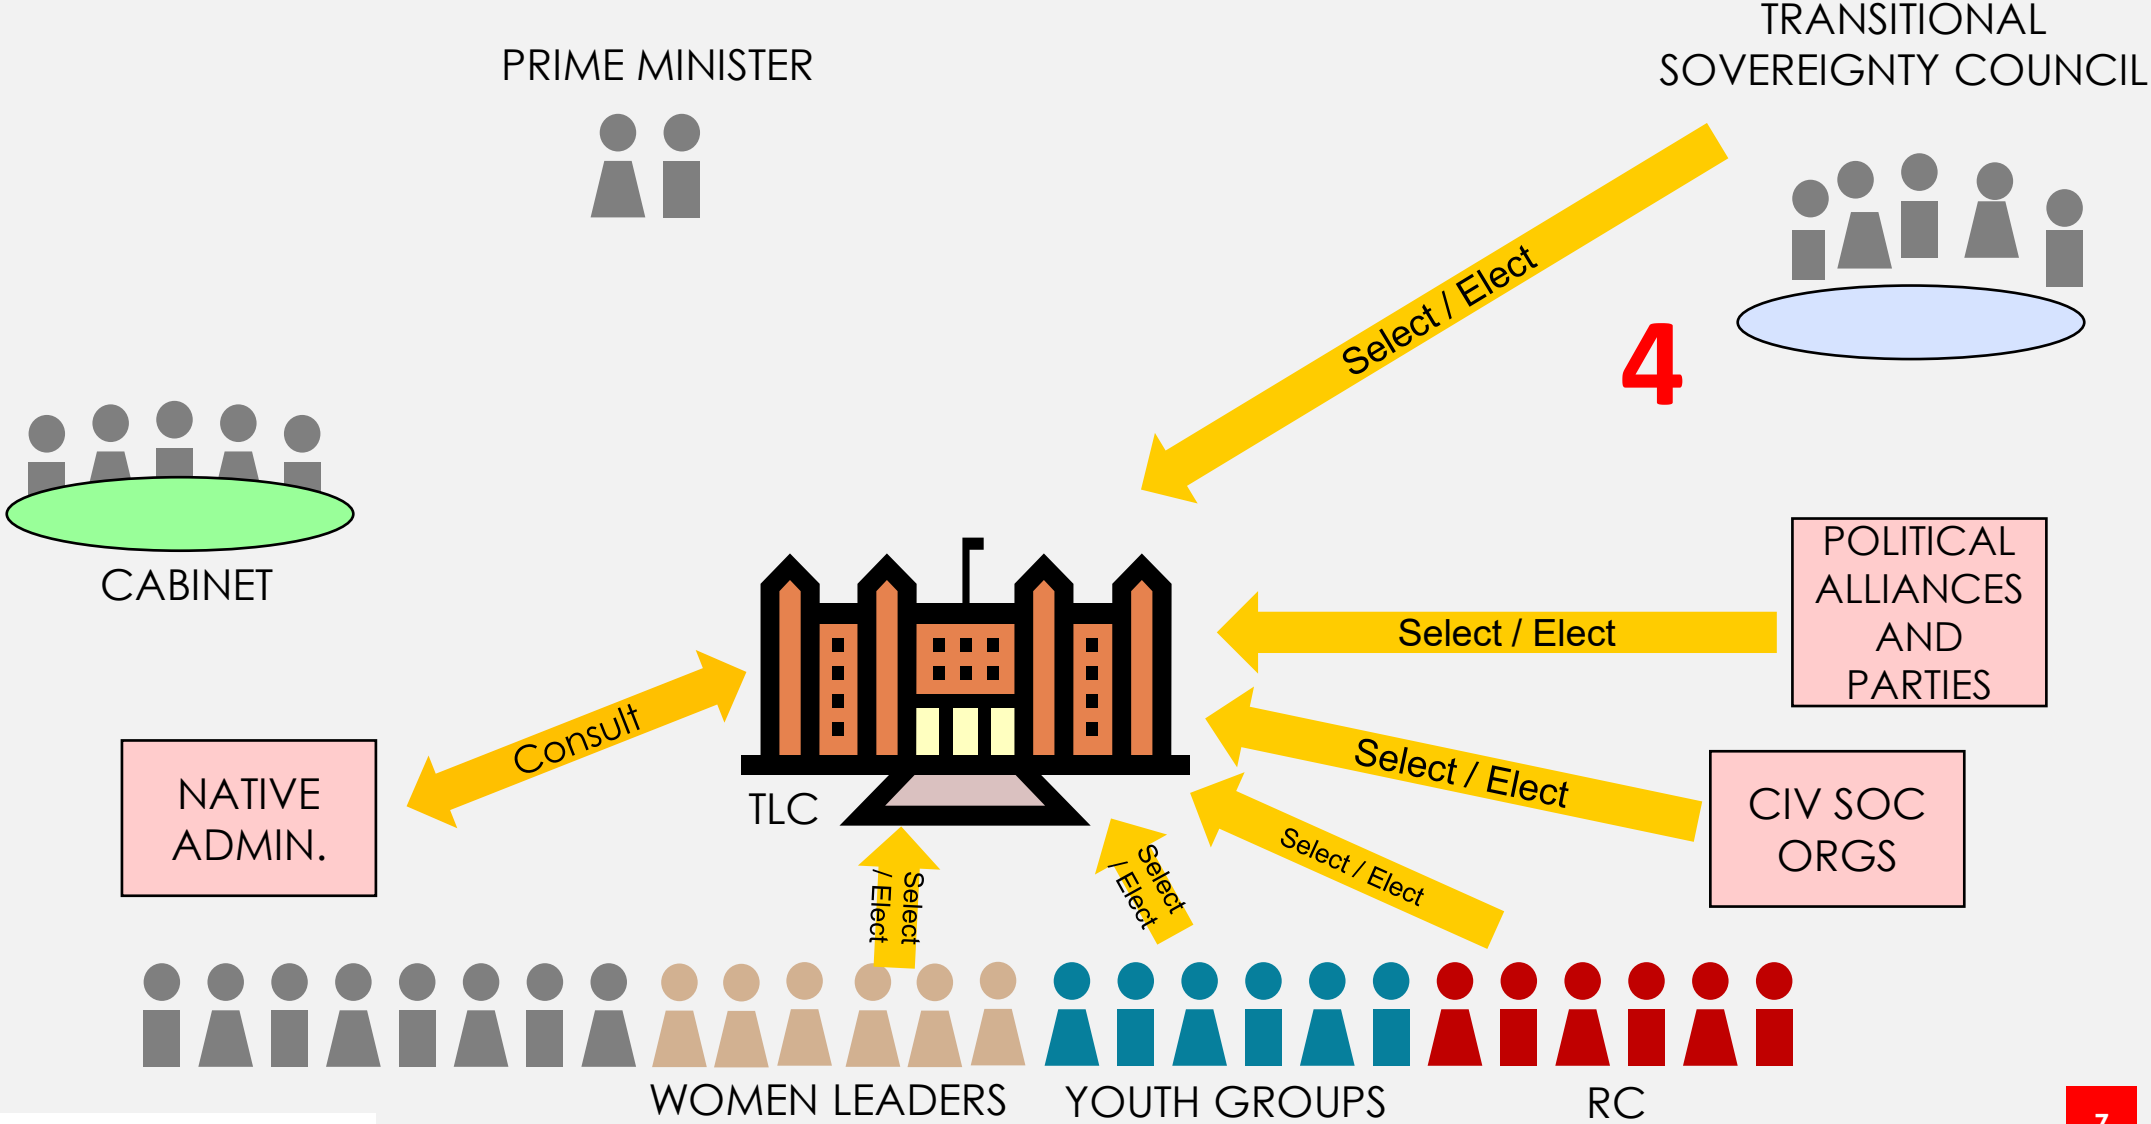 TRANSITIONAL
SOVEREIGNTY COUNCIL
PRIME MINISTER
Select / Elect
4
CABINET
POLITICAL
ALLIANCES
AND
PARTIES
Select / Elect
Consult
Select / Elect
NATIVE
ADMIN.
TLC
CIV SOC
ORGS
Select / Elect
Select
/ Elect
Select
/ Elect
WOMEN LEADERS
YOUTH GROUPS
RC
7